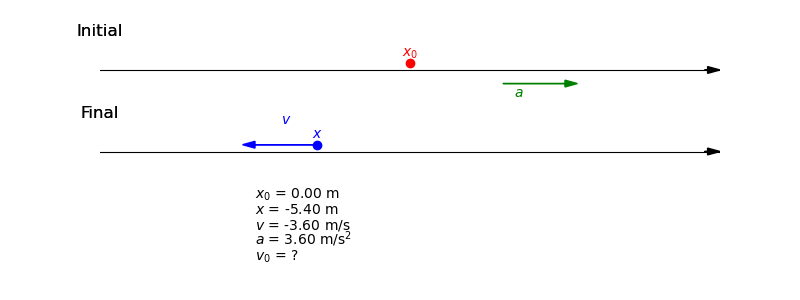 Initial
x₀
a
Final
v
x
x₀ = 0.00 m
x = -5.40 m
v = -3.60 m/s
a = 3.60 m/s²
v₀ = ?